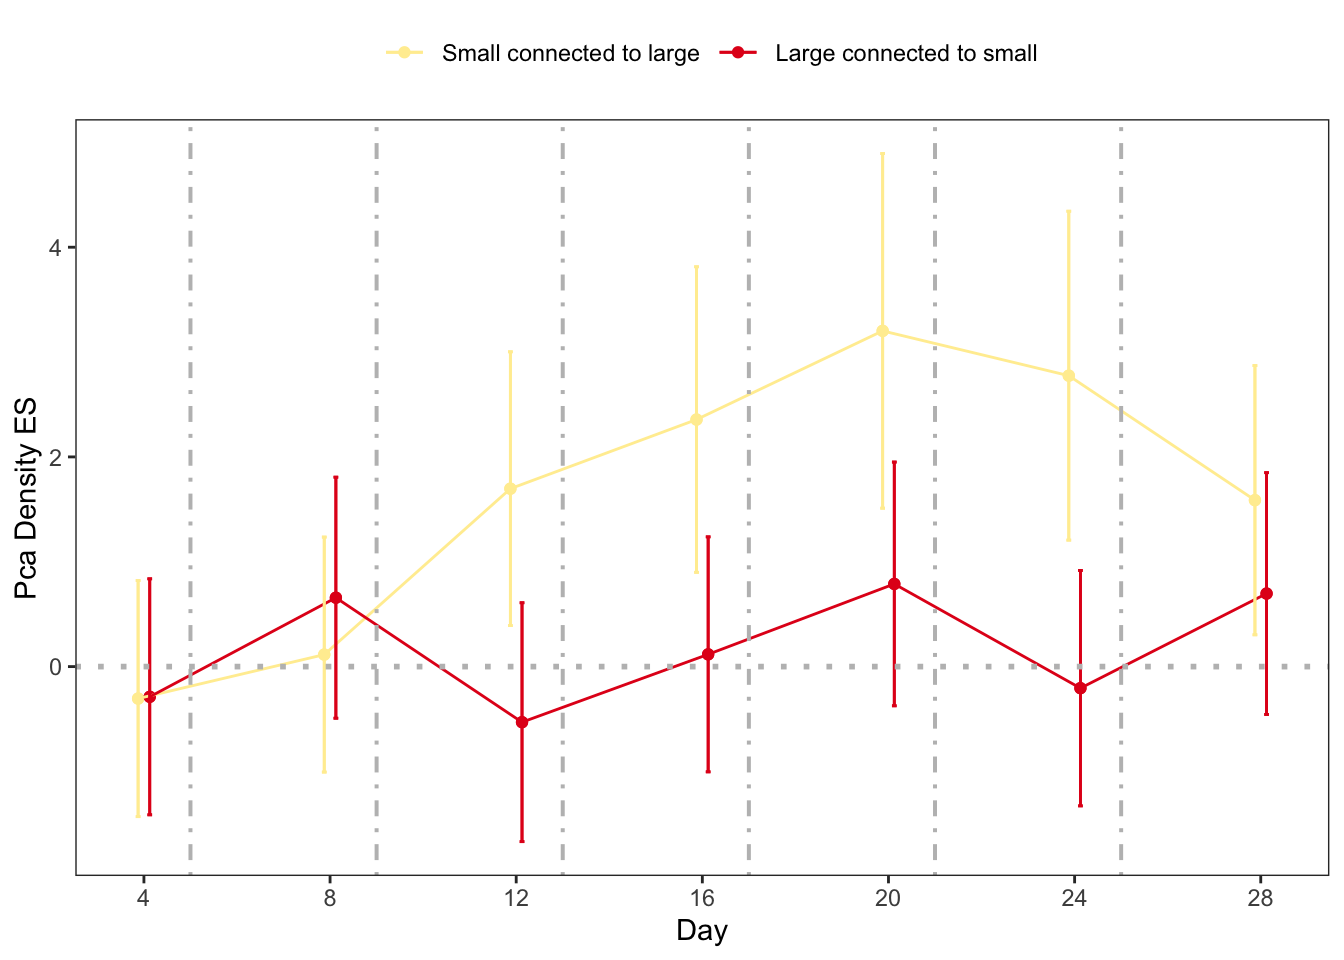 Small connected to large Large connected to small
Pca Density ES
4
2
0
4 8 12 16 20 24 28
Day